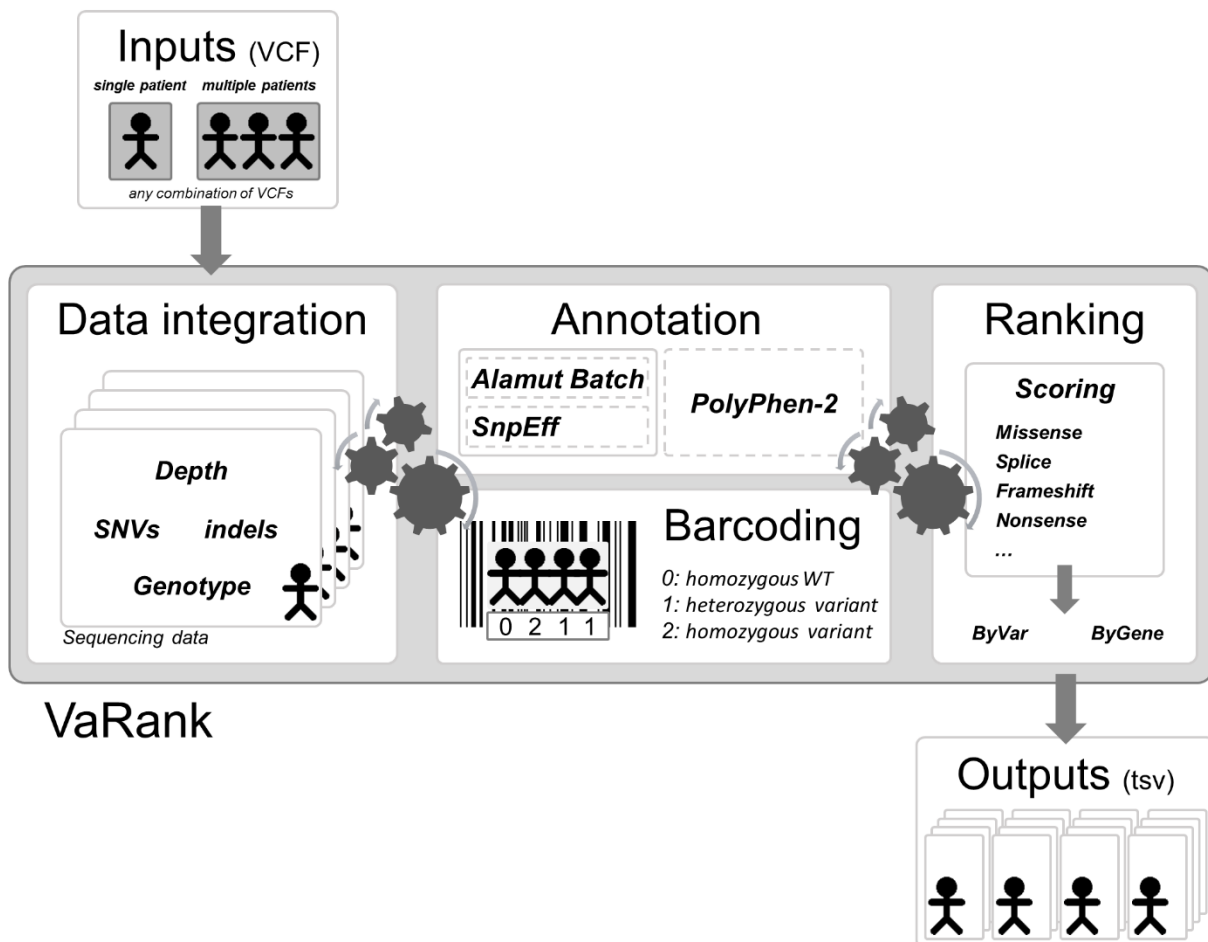 Inputs (VCF)
single patient multiple patients
any combination of VCFs
Data integration
Depth
SNVs indels
Genotype
Sequencing data
Annotation
Alamut Batch
SnpEff
PolyPhen-2
Barcoding
0: homozygous WT
1: heterozygous variant
2: homozygous variant
0 2 1 1
Ranking
Scoring
Missense
Splice
Frameshift
Nonsense
...
ByVar ByGene
VaRank
Outputs (tsv)